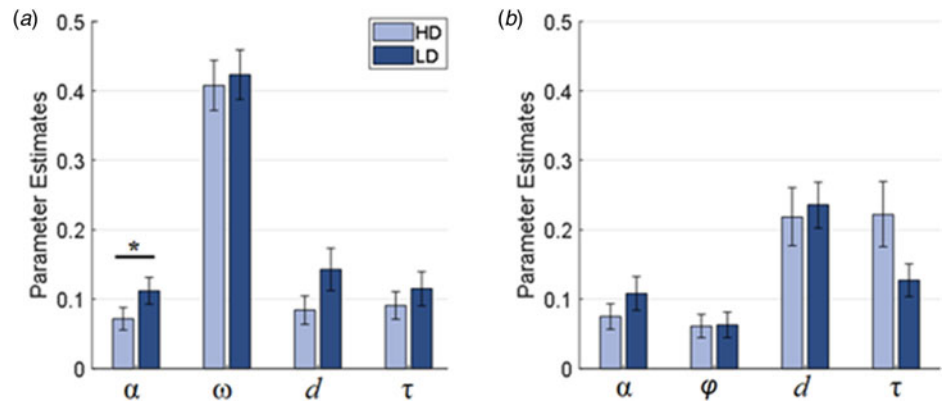 (a)
Parameter Estimates
0.5
0.4
0.3
0.2
0.1
0
HD
LD
*
α ω d τ
(b)
Parameter Estimates
0.5
0.4
0.3
0.2
0.1
0
α φ d τ